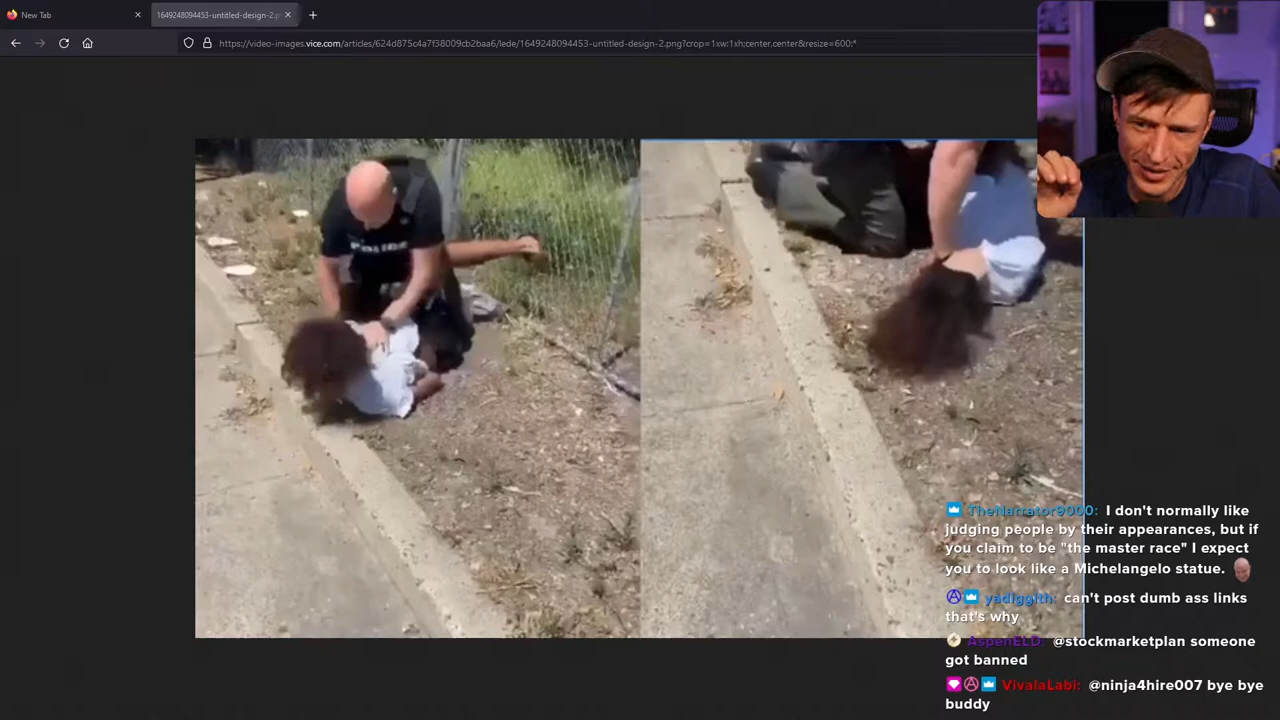 New Tab
1649248094453-untitled-design-2.p
https://video-images.vice.com/articles/624d875c4a7f38009cb2baa6/lede/1649248094453-untitled-design-2.png?crop=1xw:1xh;center,center&resize=600:*
POLICE
TheNarrator9000: I don't normally like
judging people by their appearances, but if
you claim to be "the master race" I expect
you to look like a Michelangelo statue.
yadiggith: can't post dumb ass links
that's why
AspenELD: @stockmarketplan someone
got banned
VivalaLabi: @ninja4hire007 bye bye
buddy